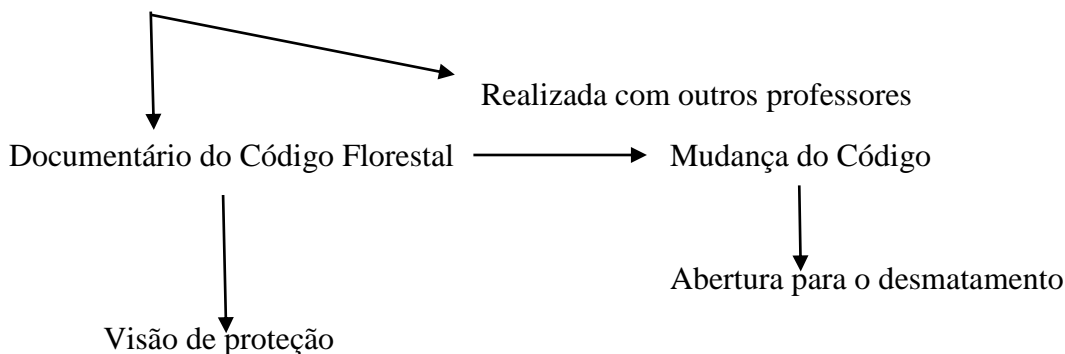 Realizada com outros professores
Documentário do Código Florestal
Mudança do Código
Abertura para o desmatamento
Visão de proteção